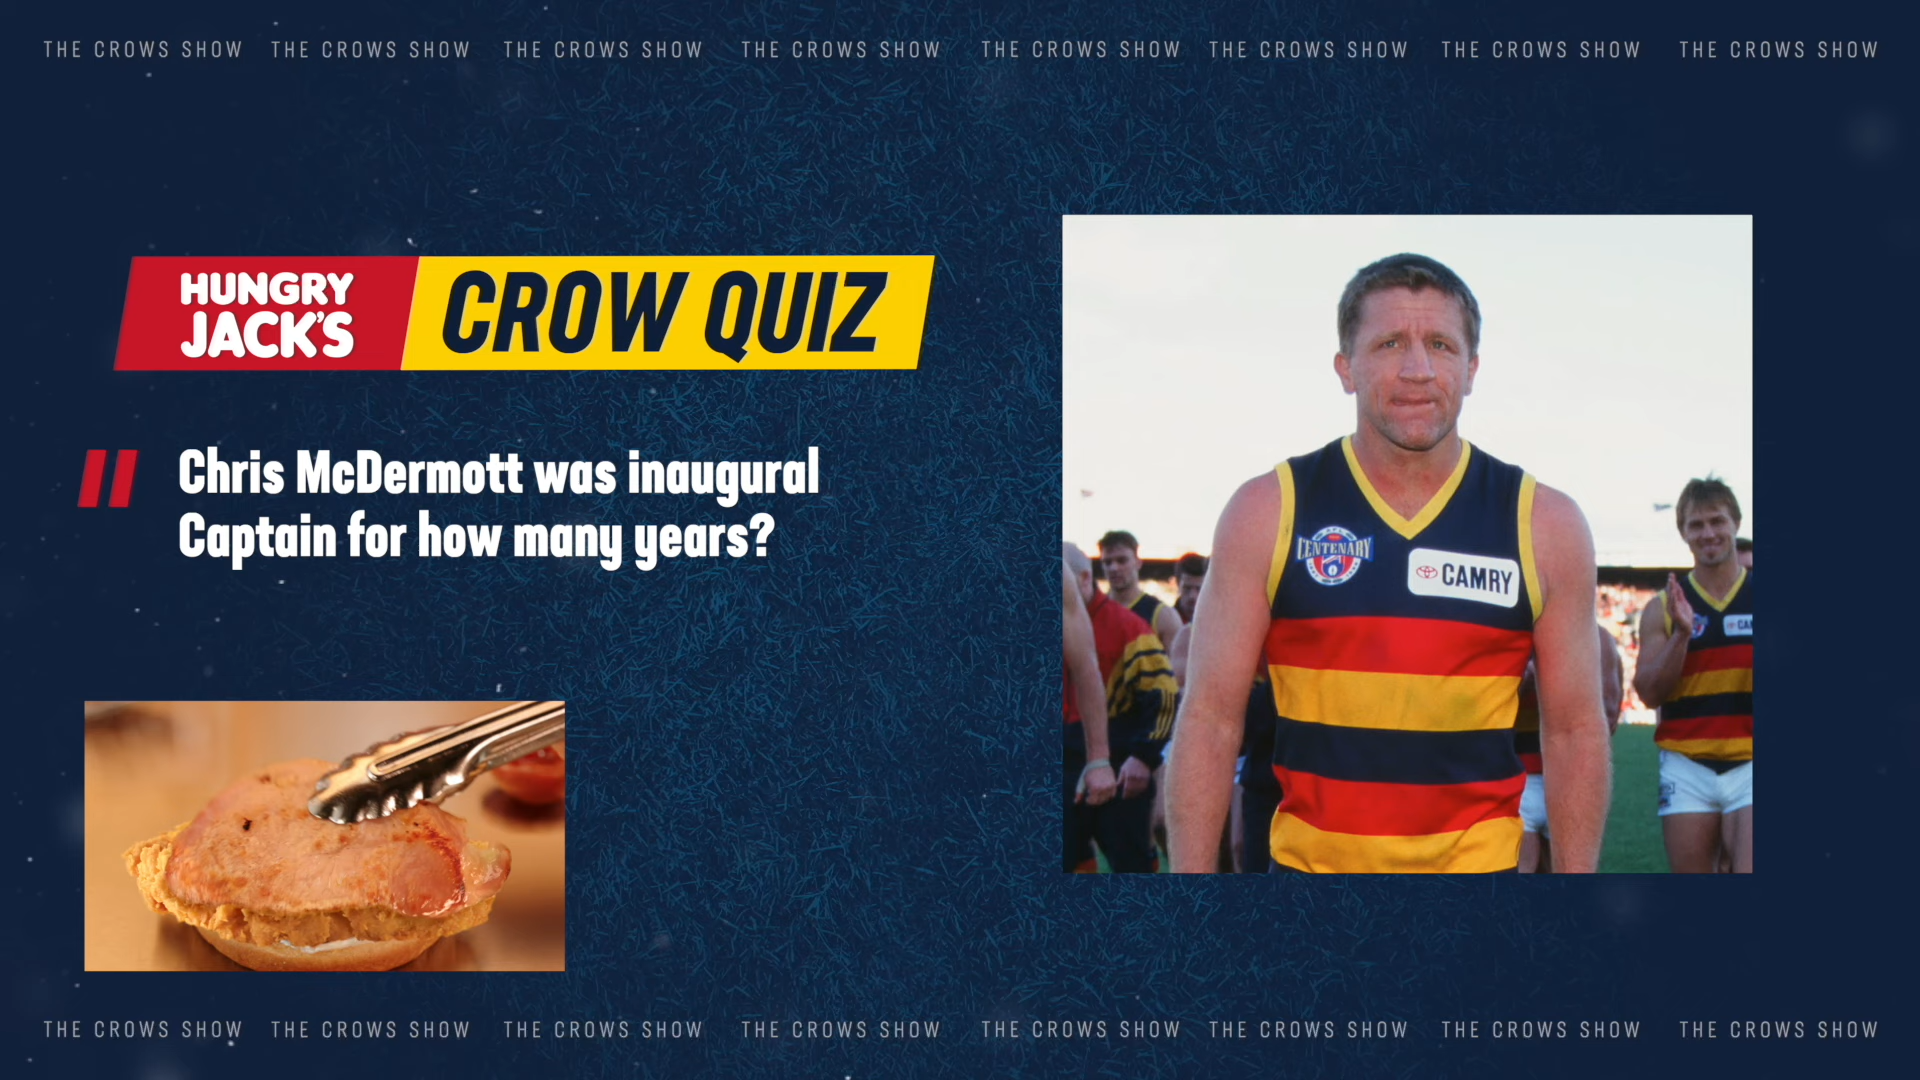 THE CROWS SHOW THE CROWS SHOW THE CROWS SHOW THE CROWS SHOW THE CROWS SHOW THE CROWS SHOW THE CROWS SHOW THE CROWS SHOW
HUNGRY
JACK'S
CROW QUIZ
Chris McDermott was inaugural
Captain for how many years?
CENTENARY
CAMRY
THE CROWS SHOW THE CROWS SHOW THE CROWS SHOW THE CROWS SHOW THE CROWS SHOW THE CROWS SHOW THE CROWS SHOW THE CROWS SHOW